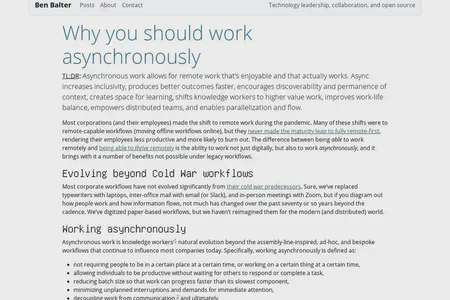 Ben Balter Posts About Contact Technology leadership, collaboration, and open source
Why you should work
asynchronously
TL;DR: Asynchronous work allows for remote work that's enjoyable and that actually works. Async
increases inclusivity, produces better outcomes faster, encourages discoverability and permanence of
context, creates space for learning, shifts knowledge workers to higher value work, improves work-life
balance, empowers distributed teams, and enables parallelization and flow.
Most corporations (and their employees) made the shift to remote work during the pandemic. Many of these shifts were to
remote-capable workflows (moving offline workflows online), but they never made the maturity leap to fully remote-first,
rendering their employees less productive and more likely to burn out. The difference between being able to work
remotely and being able to thrive remotely is the ability to work not just digitally, but also to work asynchronously, and it
brings with it a number of benefits not possible under legacy workflows.
Evolving beyond Cold War workflows
Most corporate workflows have not evolved significantly from their cold war predecessors. Sure, we've replaced
typewriters with laptops, inter-office mail with email (or Slack), and in-person meetings with Zoom, but if you diagram out
how people work and how information flows, not much has changed over the past seventy or so years beyond the
cadence. We've digitized paper-based workflows, but we haven't reimagined them for the modern (and distributed) world.
Working asynchronously
Asynchronous work is knowledge workers' natural evolution beyond the assembly-line-inspired, ad-hoc, and bespoke
workflows that continue to influence most companies today. Specifically, working asynchronously is defined as:
• not requiring people to be in a certain place at a certain time, or working on a certain thing at a certain time,
• allowing individuals to be productive without waiting for others to respond or complete a task,
• reducing batch size so that work can progress faster than its slowest component,
• minimizing unplanned interruptions and demands for immediate attention,
• decoupling work from communication, and ultimately